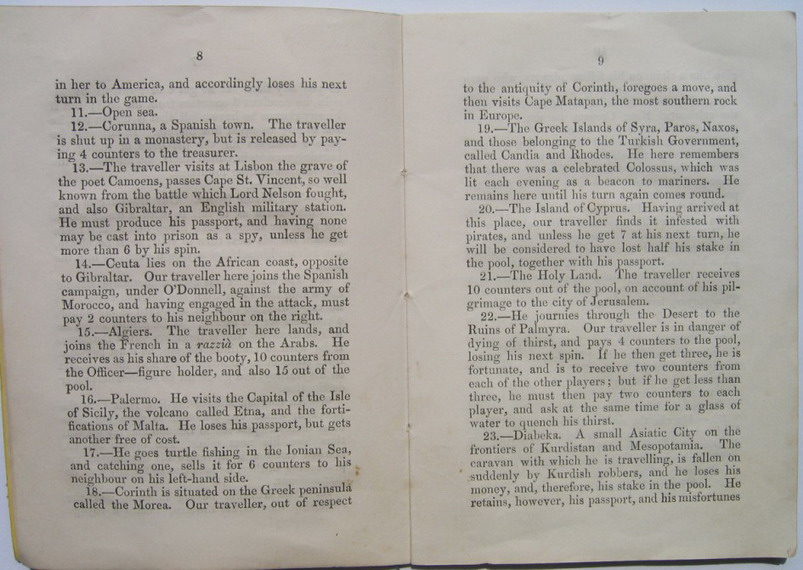 8
in her to America, and accordingly loses his next
turn in the game.
11.—Open sea.
12.—Corunna, a Spanish town. The traveller
is shut up in a monastery, but is released by pay-
ing 4 counters to the treasurer.
13.—The traveller visits at Lisbon the grave of
the poet Camoens, passes Cape St. Vincent, so well
known from the battle which Lord Nelson fought,
and also Gibraltar, an English military station.
He must produce his passport, and having none
may be cast into prison as a spy, unless he get
more than 6 by his spin.
14.—Ceuta lies on the African coast, opposite
to Gibraltar. Our traveller here joins the Spanish
campaign, under O'Donnell, against the army of
Morocco, and having engaged in the attack, must
pay 2 counters to his neighbour on the right.
15.—Algiers. The traveller here lands, and
joins the French in a razzià on the Arabs. He
receives as his share of the booty, 10 counters from
the Officer—figure holder, and also 15 out of the
pool.
16.—Palermo. He visits the Capital of the Isle
of Sicily, the volcano called Etna, and the forti-
fications of Malta. He loses his passport, but gets
another free of cost.
17.—He goes turtle fishing in the Ionian Sea,
and catching one, sells it for 6 counters to his
neighbour on his left-hand side.
18.—Corinth is situated on the Greek peninsula
called the Morea. Our traveller, out of respect
9
to the antiquity of Corinth, foregoes a move, and
then visits Cape Matapan, the most southern rock
in Europe.
19.—The Greek Islands of Syra, Paros, Naxos,
and those belonging to the Turkish Government,
called Candia and Rhodes. He here remembers
that there was a celebrated Colossus, which was
lit each evening as a beacon to mariners. He
remains here until his turn again comes round.
20.—The Island of Cyprus. Having arrived at
this place, our traveller finds it infested with
pirates, and unless he get 7 at his next turn, he
will be considered to have lost half his stake in
the pool, together with his passport.
21.—The Holy Land. The traveller receives
10 counters out of the pool, on account of his pil-
grimage to the city of Jerusalem.
22.—He journies through the Desert to the
Ruins of Palmyra. Our traveller is in danger of
dying of thirst, and pays 4 counters to the pool,
losing his next spin. If he then get three, he is
fortunate, and is to receive two counters from
each of the other players; but if he get less than
three, he must then pay two counters to each
player, and ask at the same time for a glass of
water to quench his thirst.
23.—Diabeka. A small Asiatic City on the
frontiers of Kurdistan and Mesopotamia. The
caravan with which he is travelling, is fallen on
suddenly by Kurdish robbers, and he loses his
money, and, therefore, his stake in the pool. He
retains, however, his passport, and his misfortunes